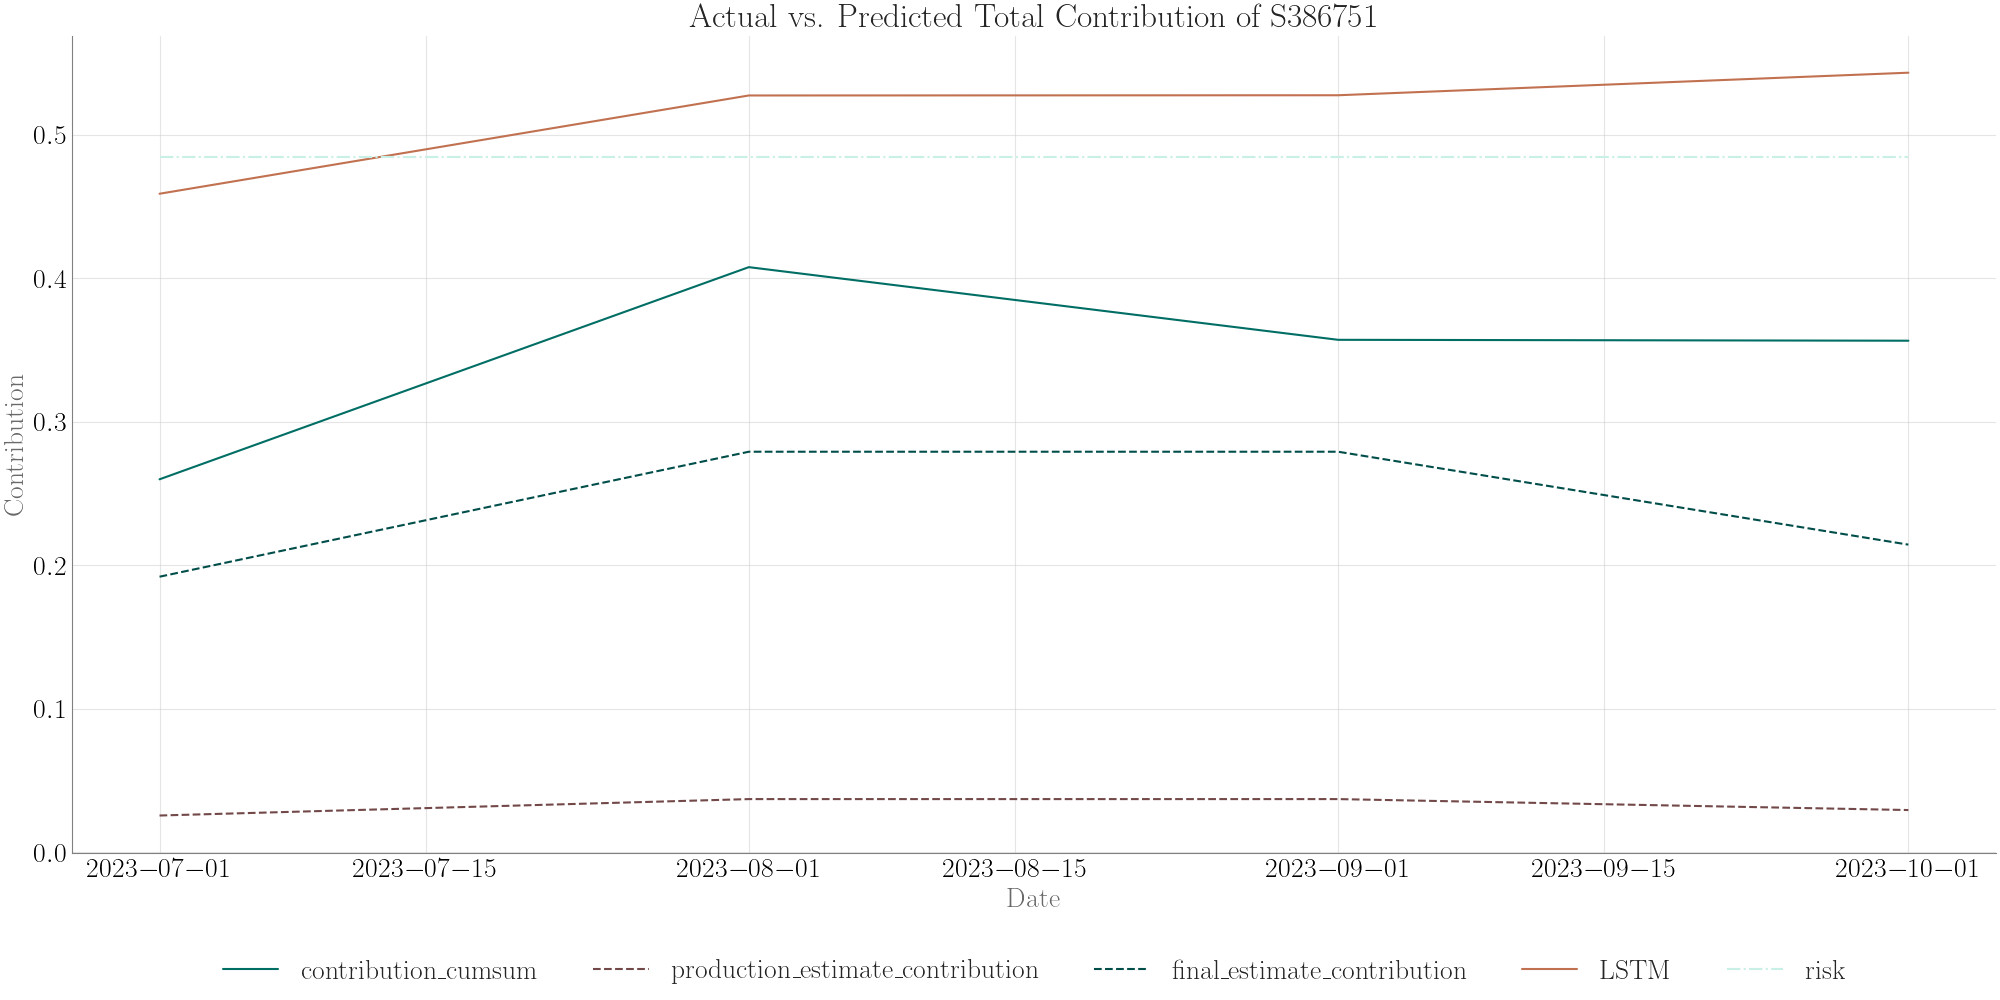 Actual vs. Predicted Total Contribution of S386751
Contribution
0.5
0.4
0.3
0.2
0.1
0.0
2023−07−01 2023−07−15 2023−08−01 2023−08−15 2023−09−01 2023−09−15 2023−10−01
Date
contribution_cumsum production_estimate_contribution final_estimate_contribution LSTM risk